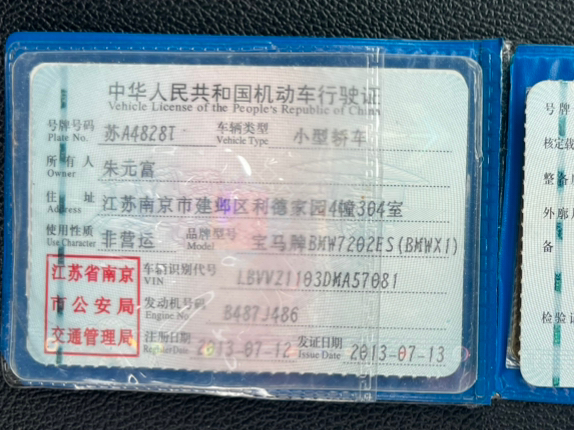 中华人民共和国机动车行驶证
Vehicle License of the People's Republic of China
号牌号码 苏A4828T 车辆类型 小型轿车
Plate No. Vehicle Type
所有人 朱元富
Owner
住址 江苏南京市建邺区利德家园4幢304室
Address
使用性质 非营运 品牌型号 宝马牌BMW7202ES(BMWX1)
Use Character Model
江苏省南京
市公安局
交通管理局
车辆识别代号 LBVVZ1103DMA57081
VIN
发动机号码 B487J486
Engine No.
注册日期 2013-07-12 发证日期 2013-07-13
Register Date Issue Date
号牌
核定载
整备
外廓
备
检验